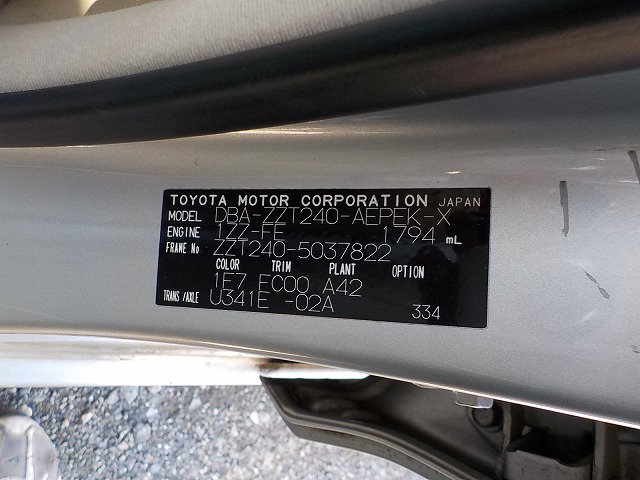 TOYOTA MOTOR CORPORATION JAPAN
MODEL DBA-ZZT240-AEPEK-X
ENGINE 1ZZ-FE 1794 mL
FRAME No ZZT240-5037822
COLOR TRIM PLANT OPTION
1E7 FC00 A42
TRANS/AXLE U341E -02A
334